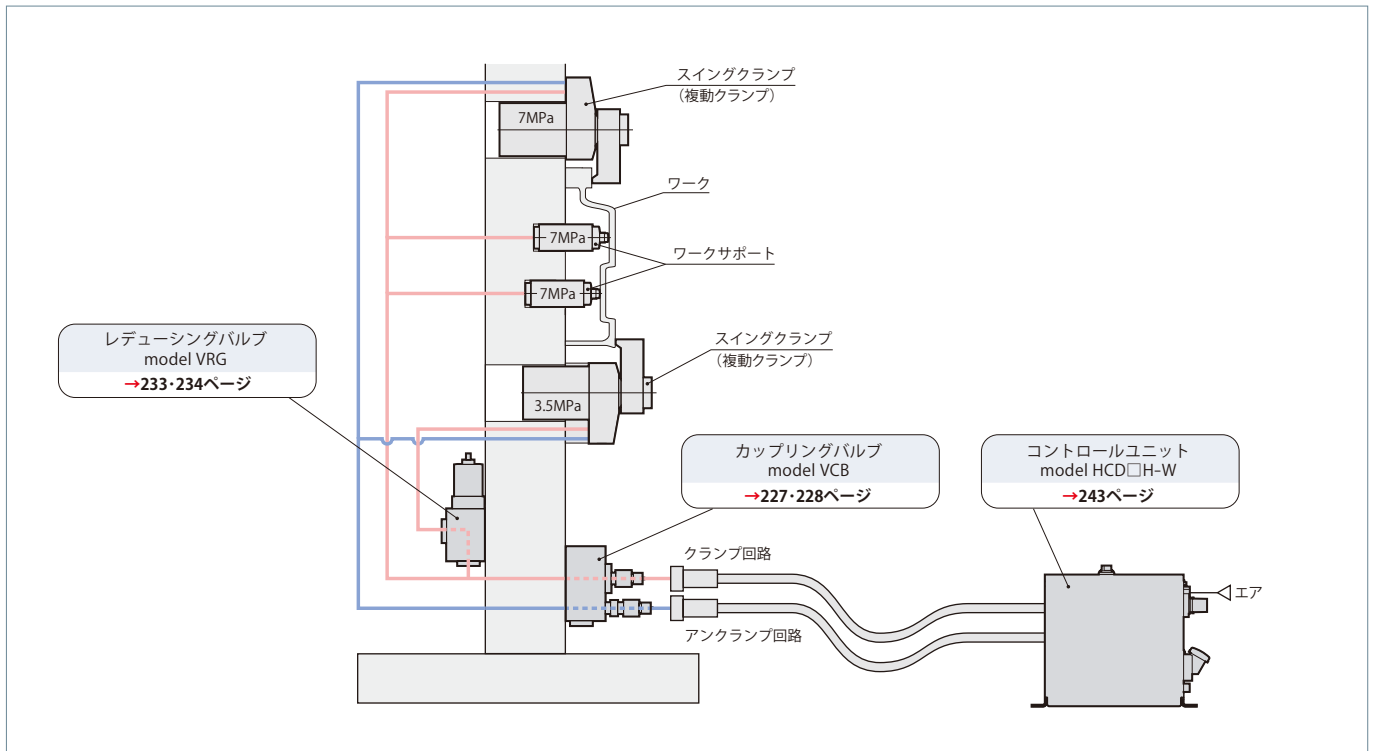 スイングクランプ
（複動クランプ）
7MPa
ワーク
7MPa
ワークサポート
7MPa
レデューシングバルブ
model VRG
→233･234ページ
スイングクランプ
（複動クランプ）
3.5MPa
カップリングバルブ
model VCB
→227･228ページ
コントロールユニット
model HCD□H-W
→243ページ
クランプ回路
エア
アンクランプ回路